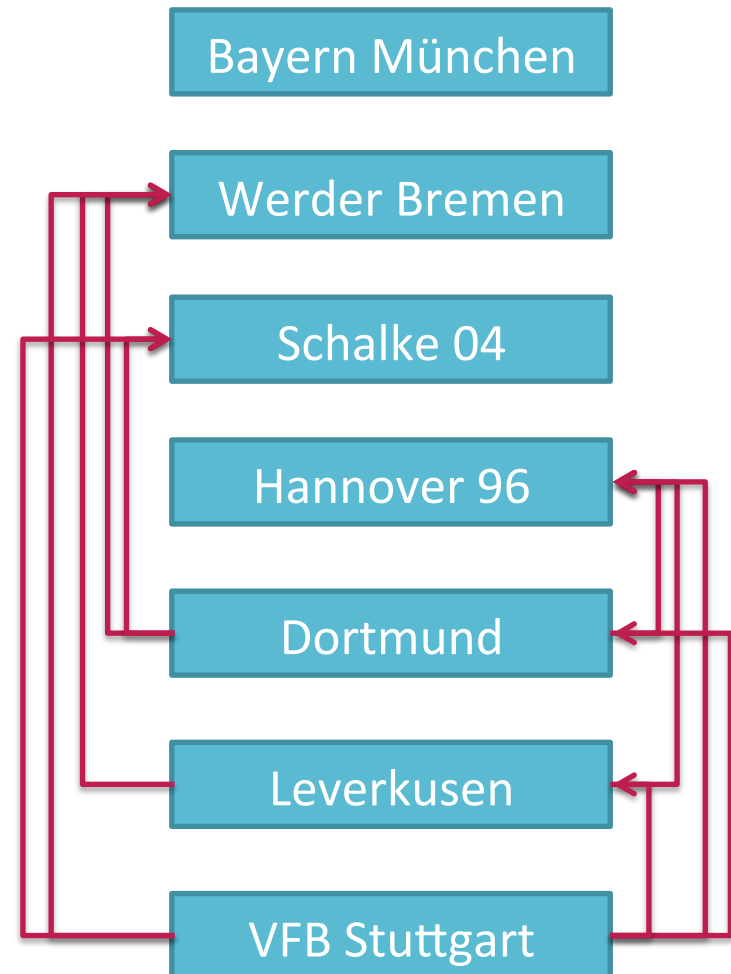 Bayern München
Werder Bremen
Schalke 04
Hannover 96
Dortmund
Leverkusen
VFB Stuttgart